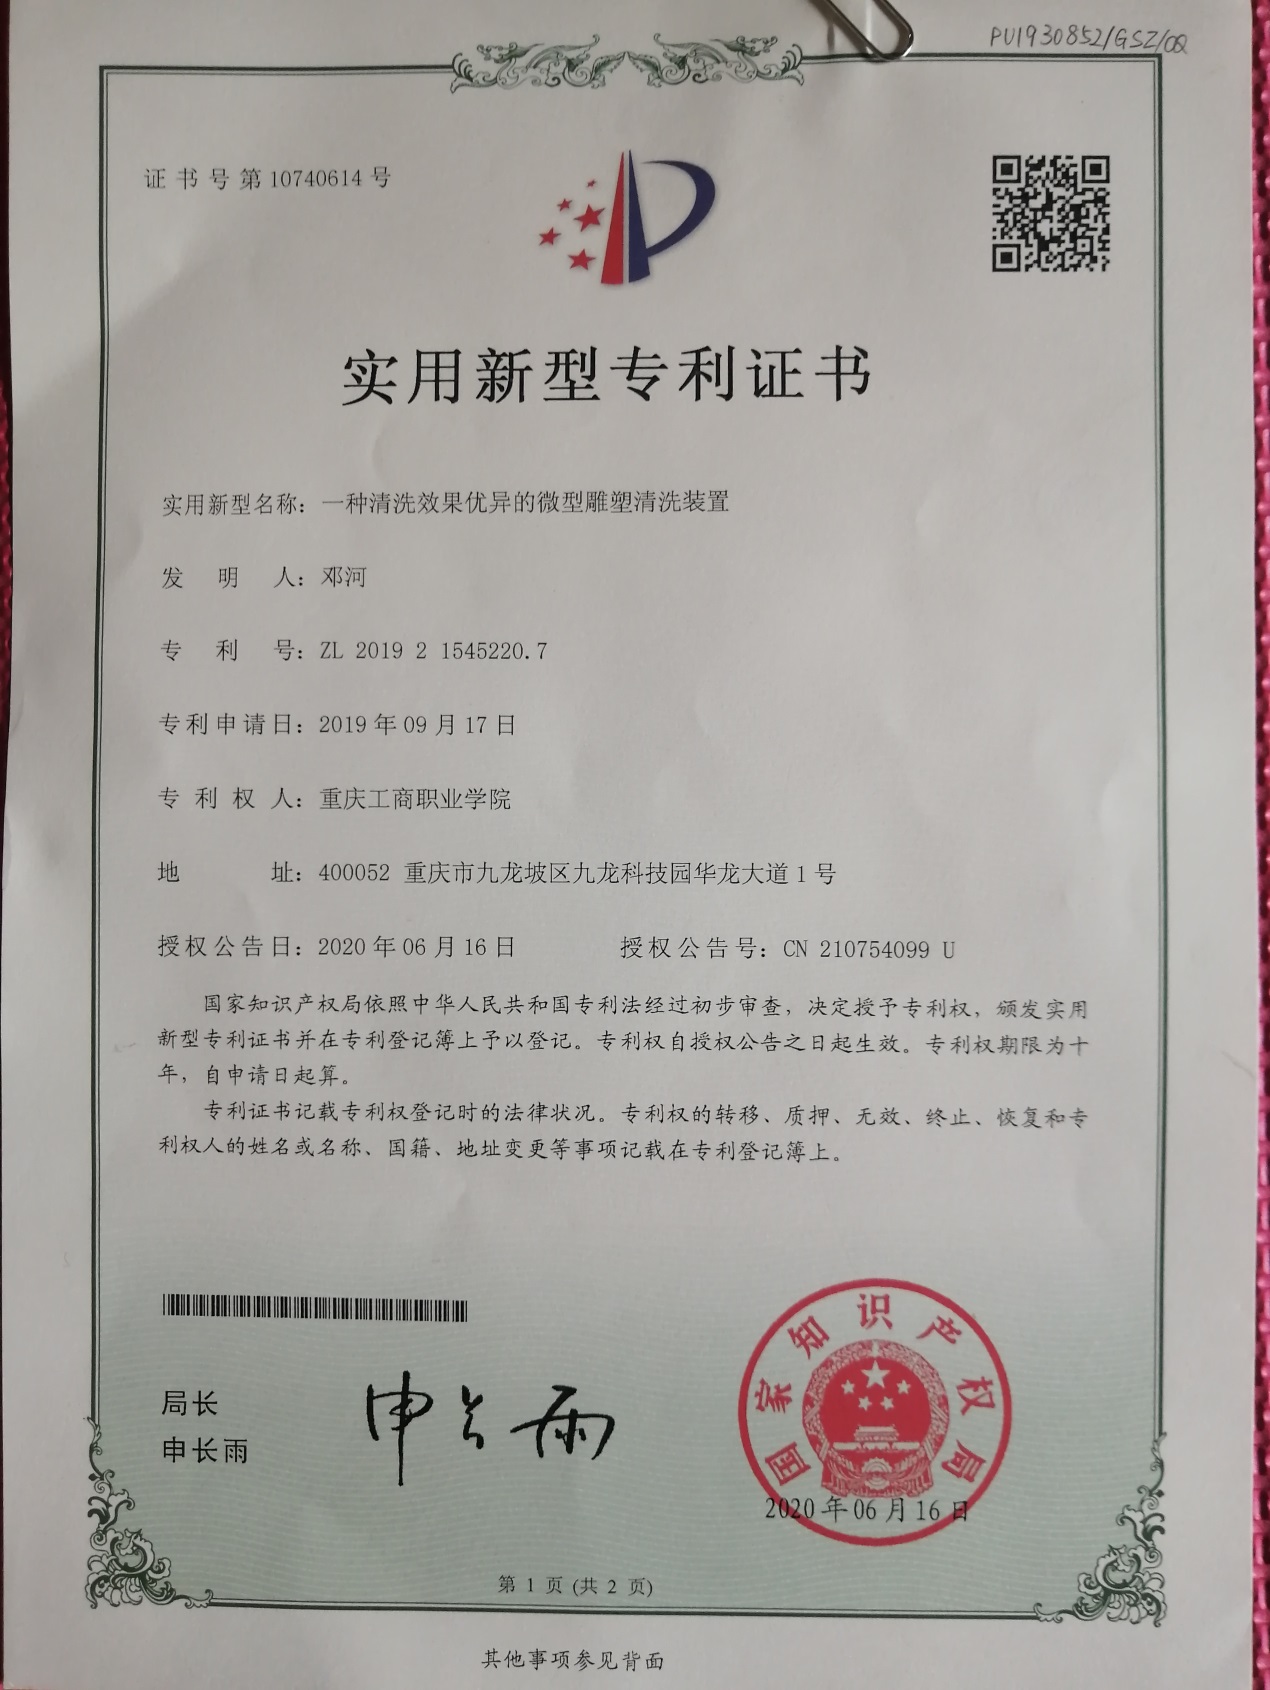 PU1930852/GSZ/OQ
证书号第10740614号
实用新型专利证书
实用新型名称：一种清洗效果优异的微型雕塑清洗装置
发明人：邓河
专利号：ZL 2019 2 1545220.7
专利申请日：2019年09月17日
专利权人：重庆工商职业学院
地址：400052 重庆市九龙坡区九龙科技园华龙大道1号
授权公告日：2020年06月16日 授权公告号：CN 210754099 U
国家知识产权局依照中华人民共和国专利法经过初步审查，决定授予专利权，颁发实用
新型专利证书并在专利登记簿上予以登记。专利权自授权公告之日起生效。专利权期限为十
年，自申请日起算。
专利证书记载专利权登记时的法律状况。专利权的转移、质押、无效、终止、恢复和专
利权人的姓名或名称、国籍、地址变更等事项记载在专利登记簿上。
局长
申长雨
申长雨
国家知识产权局
2020年06月16日
第 1 页 (共 2 页)
其他事项参见背面